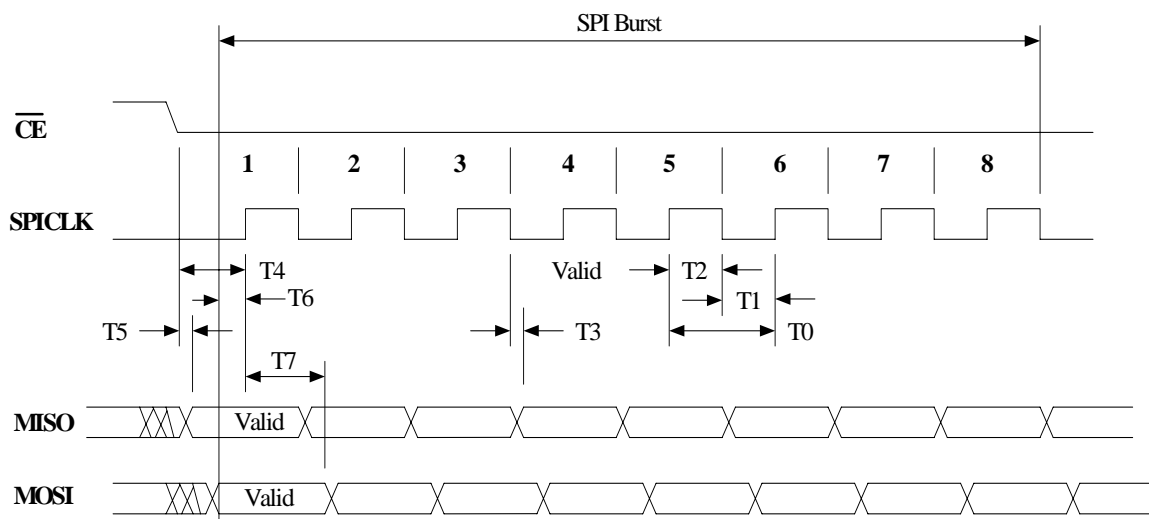 SPI Burst
CE
1 2 3 4 5 6 7 8
SPICLK
T4 Valid T2
T6 T1
T5 T3 T0
T7
MISO Valid
MOSI Valid